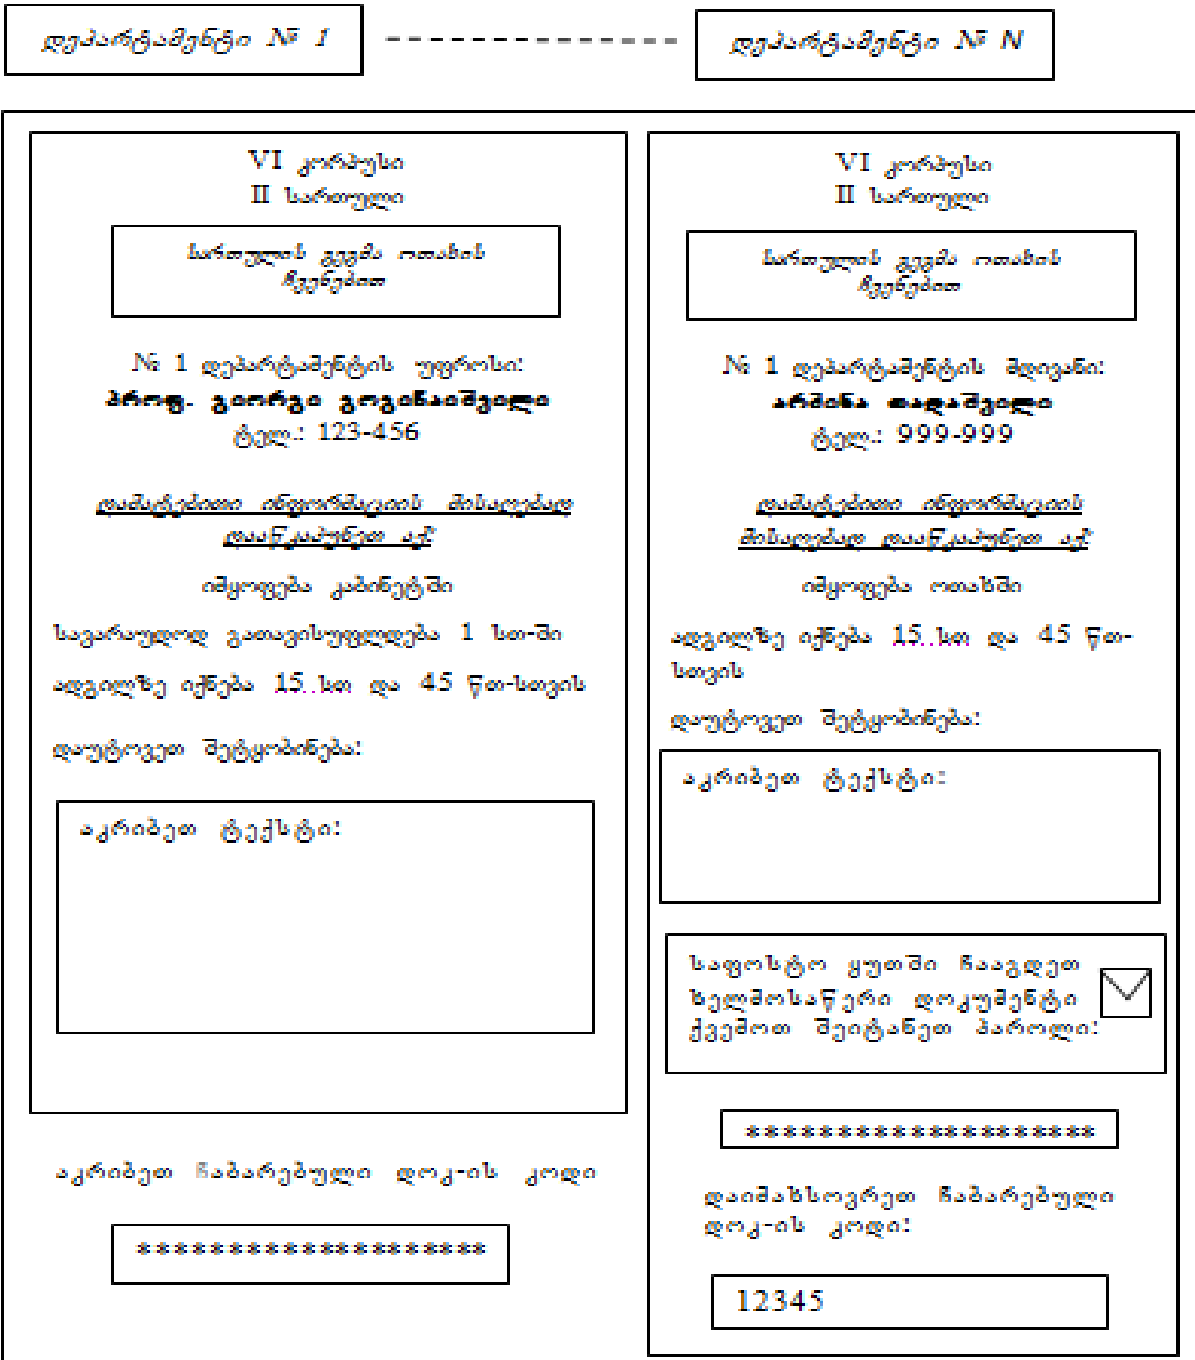 დეპარტამენტი № 1
დეპარტამენტი № N
VI კორპუსი
II სართული
სართულის გეგმა ოთახის
ჩვენებით
№ 1 დეპარტამენტის უფროსი:
პროფ. გიორგი გოგინაიშვილი
ტელ.: 123-456
დამატებითი ინფორმაციის მისაღებად
დააწკაპუნეთ აქ!
იმყოფება კაბინეტში
სავარაუდოდ გათავისუფლდება 1 სთ-ში
ადგილზე იქნება 15 სთ და 45 წთ-სთვის
დაუტოვეთ შეტყობინება:
აკრიბეთ ტექსტი:
აკრიბეთ ჩაბარებული დოკ-ის კოდი
********************
VI კორპუსი
II სართული
სართულის გეგმა ოთახის
ჩვენებით
№ 1 დეპარტამენტის მდივანი:
არმინა თადაშვილი
ტელ.: 999-999
დამატებითი ინფორმაციის
მისაღებად დააწკაპუნეთ აქ!
იმყოფება ოთახში
ადგილზე იქნება 15 სთ და 45 წთ-
სთვის
დაუტოვეთ შეტყობინება:
აკრიბეთ ტექსტი:
საფოსტო ყუთში ჩააგდეთ
ხელმოსაწერი დოკუმენტი
ქვემოთ შეიტანეთ პაროლი:
********************
დაიმახსოვრეთ ჩაბარებული
დოკ-ის კოდი:
12345